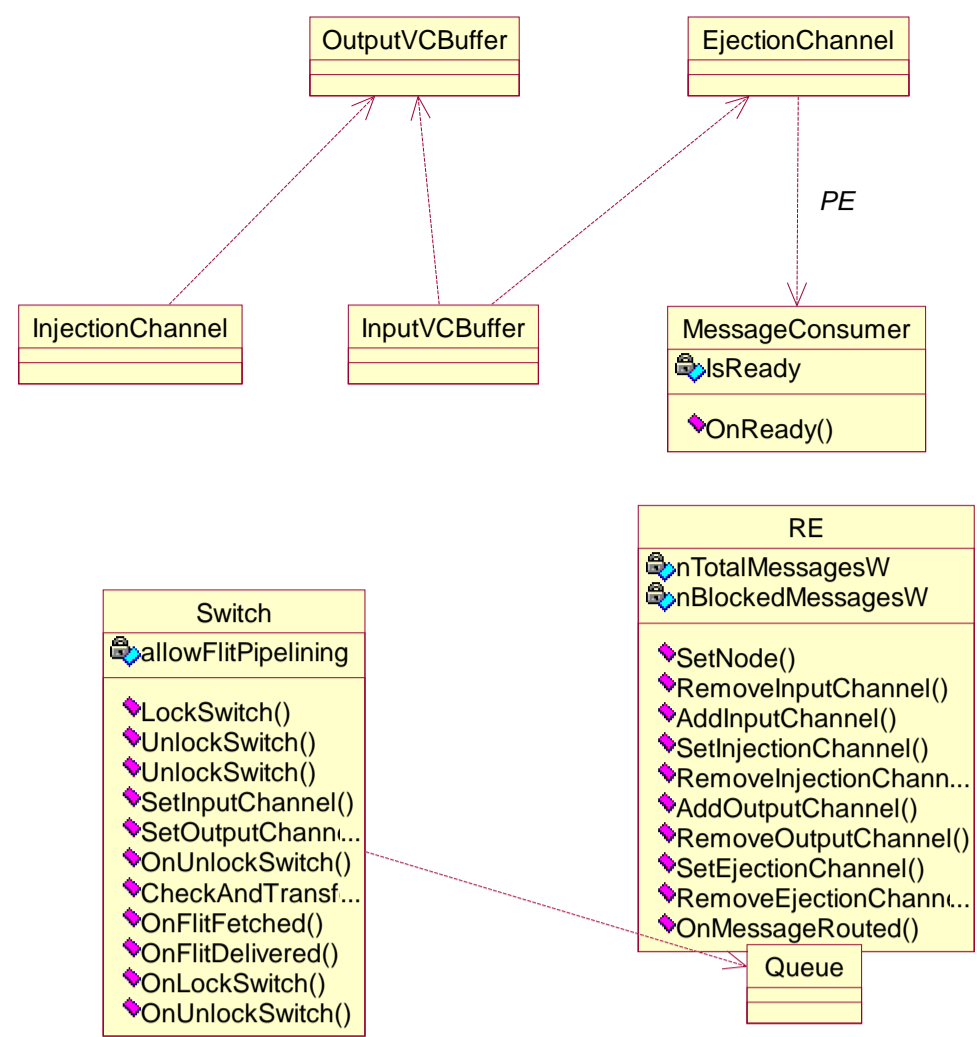 OutputVCBuffer
EjectionChannel
PE
InjectionChannel
InputVCBuffer
MessageConsumer
IsReady
OnReady()
Switch
allowFlitPipelining
LockSwitch()
UnlockSwitch()
UnlockSwitch()
SetInputChannel()
SetOutputChann...
OnUnlockSwitch()
CheckAndTransf...
OnFlitFetched()
OnFlitDelivered()
OnLockSwitch()
OnUnlockSwitch()
RE
nTotalMessagesW
nBlockedMessagesW
SetNode()
RemoveInputChannel()
AddInputChannel()
SetInjectionChannel()
RemoveInjectionChann...
AddOutputChannel()
RemoveOutputChannel()
SetEjectionChannel()
RemoveEjectionChann...
OnMessageRouted()
Queue